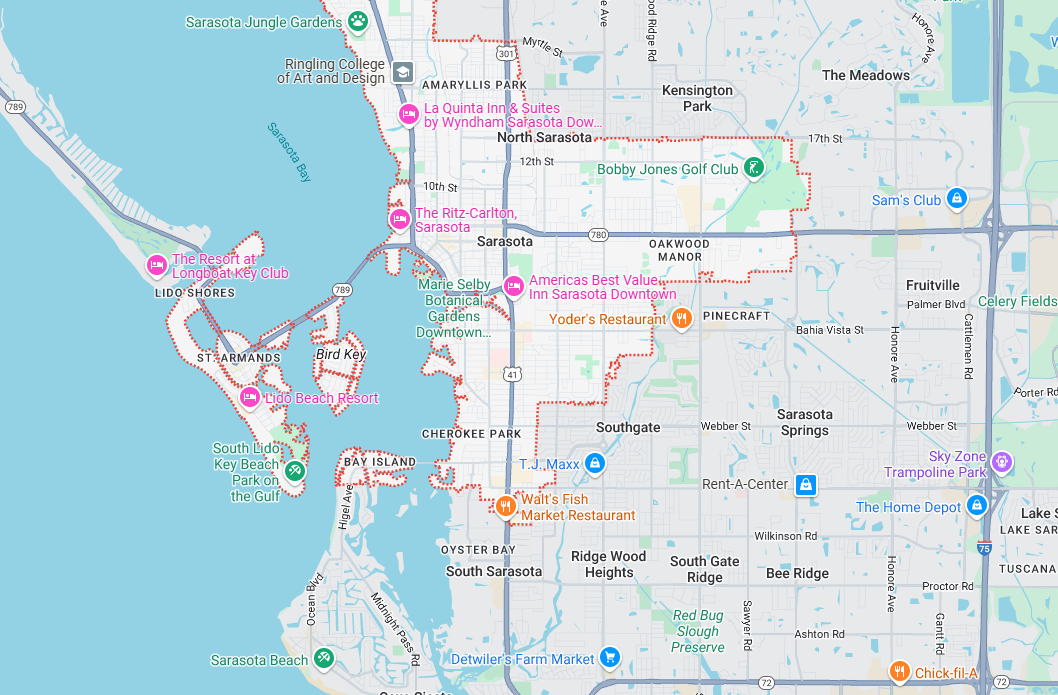 Sarasota Jungle Gardens
301
Myrtle St
Honore Ave
Ringling College
of Art and Design
AMARYLLIS PARK
The Meadows
Kensington
Park
789
La Quinta Inn & Suites
by Wyndham Sarasota Dow...
North Sarasota
17th St
Sarasota Bay
12th St
Bobby Jones Golf Club
10th St
Sam's Club
The Ritz-Carlton,
Sarasota
Sarasota
780
OAKWOOD
MANOR
The Resort at
Longboat Key Club
LIDO SHORES
789
Marie Selby
Botanical
Gardens
Downtown...
Americas Best Value
Inn Sarasota Downtown
Fruitville
Palmer Blvd
Celery Fields
Yoder's Restaurant
PINECRAFT
Bahia Vista St
Honore Ave
Cattlemen Rd
ST. ARMANDS
Bird Key
41
Lido Beach Resort
Porter Rd
Sarasota
Springs
CHEROKEE PARK
Southgate
Webber St
Webber St
South Lido
Key Beach
Park on
the Gulf
BAY ISLAND
T.J. Maxx
Sky Zone
Trampoline Park
Rent-A-Center
Higel Ave
Walt's Fish
Market Restaurant
The Home Depot
Lake S
LAKE SAR
Wilkinson Rd
75
OYSTER BAY
South Sarasota
Ridge Wood
Heights
South Gate
Ridge
Bee Ridge
TUSCANA
Honore Ave
Proctor Rd
Ocean Blvd
Midnight Pass Rd
Red Bug
Slough
Preserve
Sawyer Rd
Ashton Rd
Gantt Rd
Sarasota Beach
Detwiler's Farm Market
Chick-fil-A
72
72